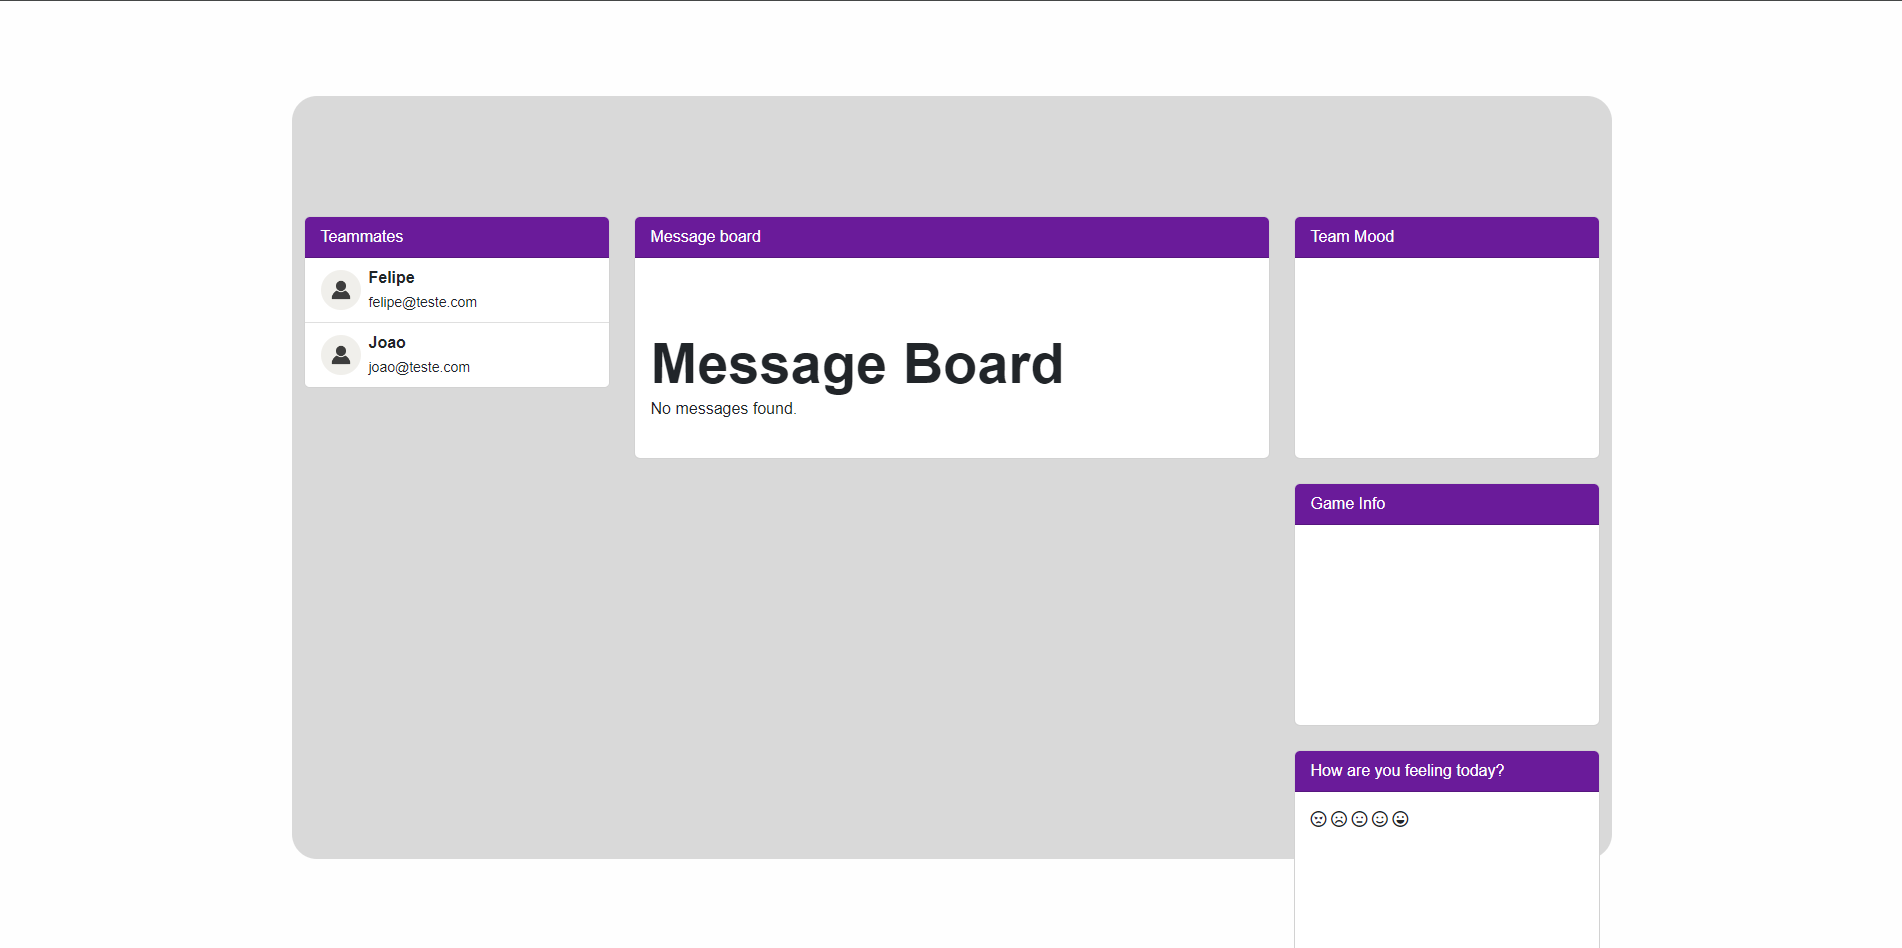 Teammates
Felipe
felipe@teste.com
Joao
joao@teste.com
Message board
Message Board
No messages found.
Team Mood
Game Info
How are you feeling today?